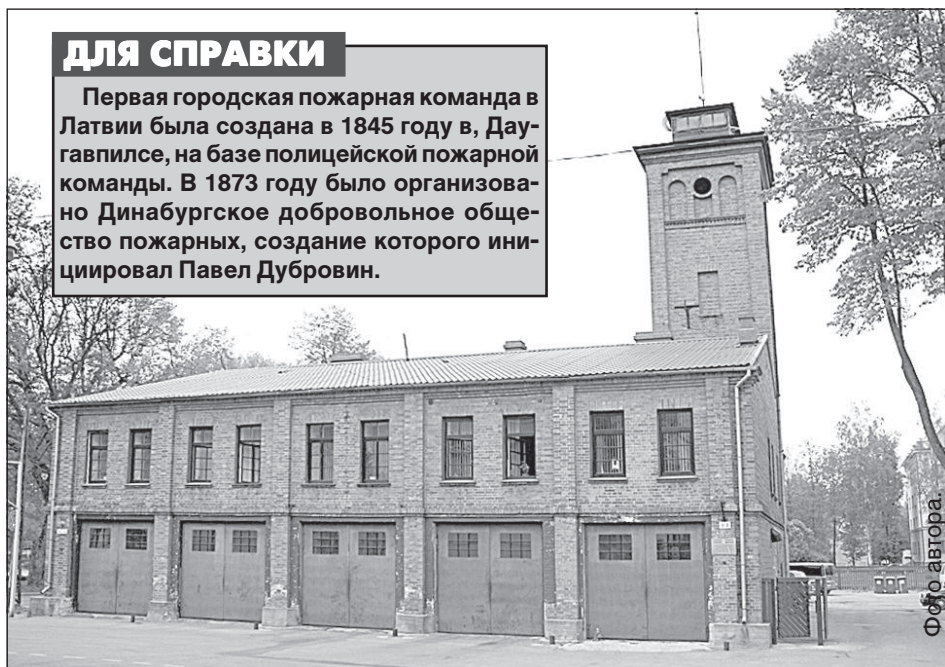 ДЛЯ СПРАВКИ
Первая городская пожарная команда в
Латвии была создана в 1845 году в, Дау-
гавпилсе, на базе полицейской пожарной
команды. В 1873 году было организова-
но Динабургское добровольное обще-
ство пожарных, создание которого ини-
циировал Павел Дубровин.
Фото автора.